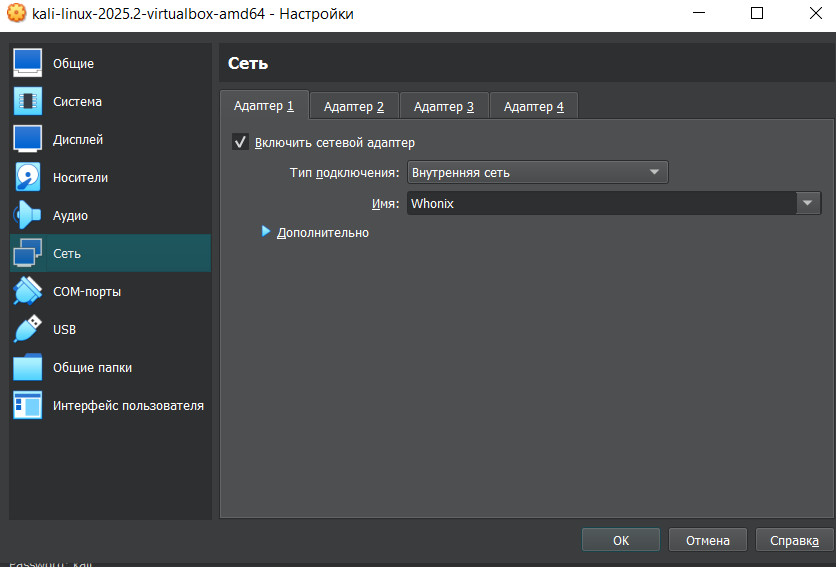 kali-linux-2025.2-virtualbox-amd64 - Настройки
Общие
Система
Дисплей
Носители
Аудио
Сеть
COM-порты
USB
Общие папки
Интерфейс пользователя
Сеть
Адаптер 1 Адаптер 2 Адаптер 3 Адаптер 4
Включить сетевой адаптер
Тип подключения: Внутренняя сеть
Имя: Whonix
Дополнительно
OK Отмена Справка
Password: kali